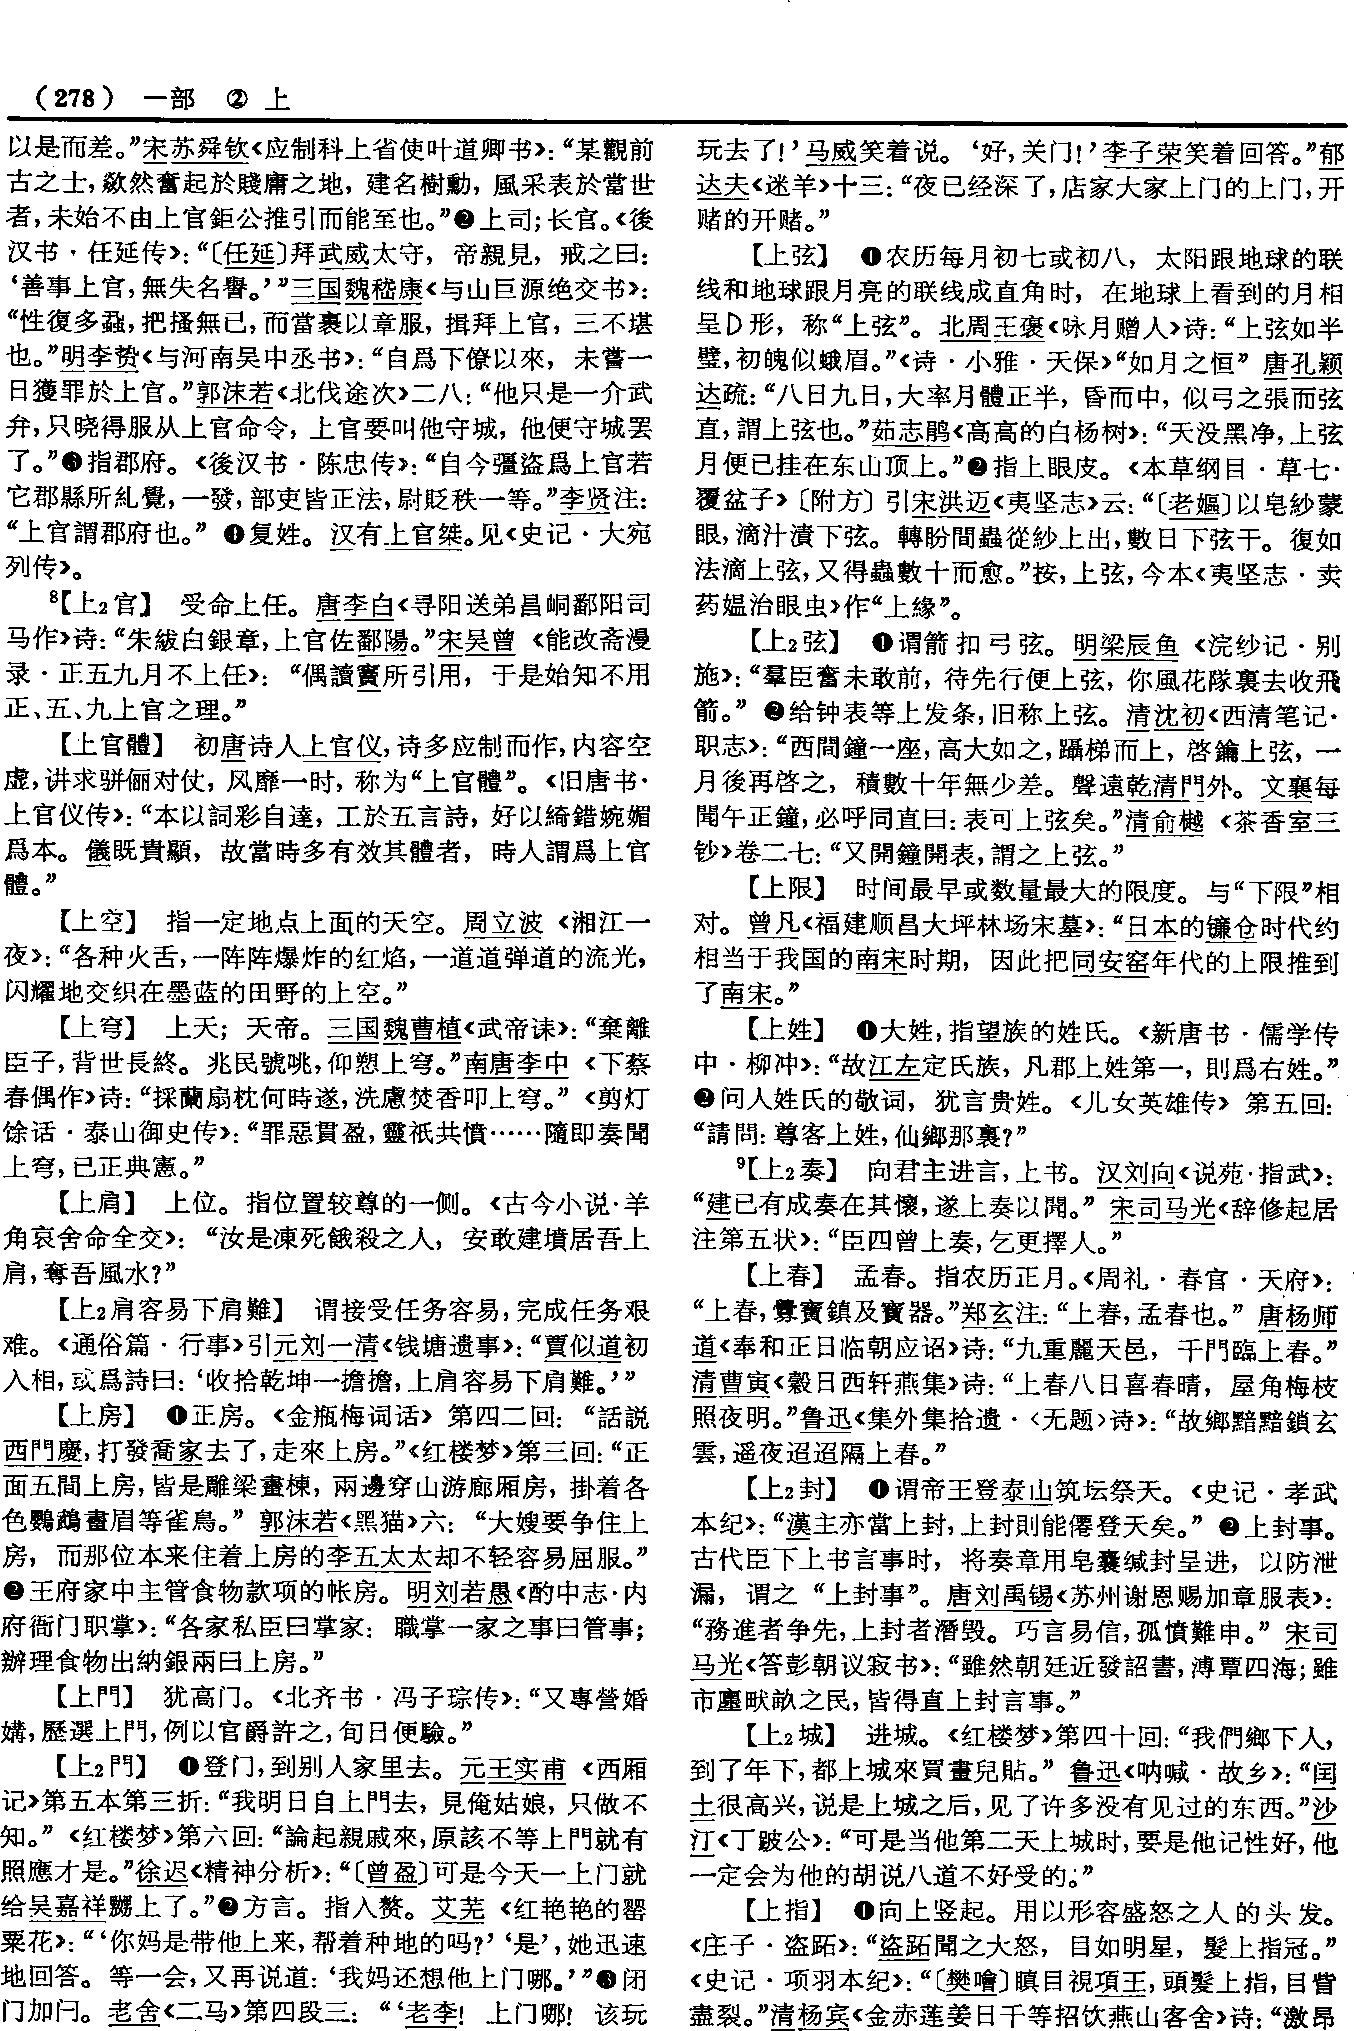 (278) 一部 ② 上
以是而差。”宋苏舜钦《应制科上省使叶道卿书》：“某觀前
古之士，欻然奮起於賤庸之地，建名樹勳，風采表於當世
者，未始不由上官鉅公推引而能至也。”❷上司；长官。《後
汉书·任延传》：“〔任延〕拜武威太守，帝親見，戒之曰：
‘善事上官，無失名譽。’”三国魏嵇康《与山巨源绝交书》：
“性復多蝨，把搔無已，而當裹以章服，揖拜上官，三不堪
也。”明李贽《与河南吴中丞书》：“自爲下僚以來，未嘗一
日獲罪於上官。”郭沫若《北伐途次》二八：“他只是一介武
弁，只晓得服从上官命令，上官要叫他守城，他便守城罢
了。”❸指郡府。《後汉书·陈忠传》：“自今彊盜爲上官若
它郡縣所糺覺，一發，部吏皆正法，尉貶秩一等。”李贤注：
“上官謂郡府也。”❹复姓。汉有上官桀。见《史记·大宛
列传》。
⁸【上₂官】 受命上任。唐李白《寻阳送弟昌峒鄱阳司
马作》诗：“朱紱白銀章，上官佐鄱陽。”宋吴曾《能改斋漫
录·正五九月不上任》：“偶讀竇所引用，于是始知不用
正、五、九上官之理。”
【上官體】 初唐诗人上官仪，诗多应制而作，内容空
虚，讲求骈俪对仗，风靡一时，称为“上官體”。《旧唐书·
上官仪传》：“本以詞彩自達，工於五言詩，好以綺錯婉媚
爲本。儀既貴顯，故當時多有效其體者，時人謂爲上官
體。”
【上空】 指一定地点上面的天空。周立波《湘江一
夜》：“各种火舌，一阵阵爆炸的红焰，一道道弹道的流光，
闪耀地交织在墨蓝的田野的上空。”
【上穹】 上天；天帝。三国魏曹植《武帝诔》：“棄離
臣子，背世長終。兆民號咷，仰愬上穹。”南唐李中《下蔡
春偶作》诗：“採蘭扇枕何時遂，洗慮焚香叩上穹。”《剪灯
馀话·泰山御史传》：“罪惡貫盈，靈祇共憤……隨即奏聞
上穹，已正典憲。”
【上肩】 上位。指位置较尊的一侧。《古今小说·羊
角哀舍命全交》：“汝是凍死餓殺之人，安敢建墳居吾上
肩，奪吾風水？”
【上₂肩容易下肩難】 谓接受任务容易，完成任务艰
难。《通俗篇·行事》引元刘一清《钱塘遗事》：“賈似道初
入相，或爲詩曰：‘收拾乾坤一擔擔，上肩容易下肩難。’”
【上房】 ❶正房。《金瓶梅词话》第四二回：“話說
西門慶，打發喬家去了，走來上房。”《红楼梦》第三回：“正
面五間上房，皆是雕梁畫棟，兩邊穿山游廊厢房，掛着各
色鸚鵡畫眉等雀鳥。”郭沫若《黑猫》六：“大嫂要争住上
房，而那位本来住着上房的李五太太却不轻容易屈服。”
❷王府家中主管食物款项的帐房。明刘若愚《酌中志·内
府衙门职掌》：“各家私臣曰掌家：職掌一家之事曰管事；
辦理食物出納銀兩曰上房。”
【上門】 犹高门。《北齐书·冯子琮传》：“又專營婚
媾，歷選上門，例以官爵許之，旬日便驗。”
【上₂門】 ❶登门，到别人家里去。元王实甫《西厢
记》第五本第三折：“我明日自上門去，見俺姑娘，只做不
知。”《红楼梦》第六回：“論起親戚來，原該不等上門就有
照應才是。”徐迟《精神分析》：“〔曾盈〕可是今天一上门就
给吴嘉祥嬲上了。”❷方言。指入赘。艾芜《红艳艳的罂
粟花》：“‘你妈是带他上来，帮着种地的吗？’‘是’，她迅速
地回答。等一会，又再说道：‘我妈还想他上门哪。’”❸闭
门加闩。老舍《二马》第四段三：“‘老李！上门哪！该玩
玩去了！’马威笑着说。‘好，关门！’李子荣笑着回答。”郁
达夫《迷羊》十三：“夜已经深了，店家大家上门的上门，开
赌的开赌。”
【上弦】 ❶农历每月初七或初八，太阳跟地球的联
线和地球跟月亮的联线成直角时，在地球上看到的月相
呈D形，称“上弦”。北周王褒《咏月赠人》诗：“上弦如半
璧，初魄似蛾眉。”《诗·小雅·天保》“如月之恒”唐孔颖
达疏：“八日九日，大率月體正半，昏而中，似弓之張而弦
直，謂上弦也。”茹志鹃《高高的白杨树》：“天没黑净，上弦
月便已挂在东山顶上。”❷指上眼皮。《本草纲目·草七·
覆盆子》〔附方〕引宋洪迈《夷坚志》云：“〔老嫗〕以皂紗蒙
眼，滴汁漬下弦。轉盼間蟲從紗上出，數日下弦干。復如
法滴上弦，又得蟲數十而愈。”按，上弦，今本《夷坚志·卖
药媪治眼虫》作“上緣”。
【上₂弦】 ❶谓箭扣弓弦。明梁辰鱼《浣纱记·别
施》：“羣臣奮未敢前，待先行便上弦，你風花隊裏去收飛
箭。”❷给钟表等上发条，旧称上弦。清沈初《西清笔记·
职志》：“西間鐘一座，高大如之，躡梯而上，啓鑰上弦，一
月後再啓之，積數十年無少差。聲遠乾清門外。文襄每
聞午正鐘，必呼同直曰：表可上弦矣。”清俞樾《茶香室三
钞》卷二七：“又開鐘開表，謂之上弦。”
【上限】 时间最早或数量最大的限度。与“下限”相
对。曾凡《福建顺昌大坪林场宋墓》：“日本的镰仓时代约
相当于我国的南宋时期，因此把同安窑年代的上限推到
了南宋。”
【上姓】 ❶大姓，指望族的姓氏。《新唐书·儒学传
中·柳冲》：“故江左定氏族，凡郡上姓第一，則爲右姓。”
❷问人姓氏的敬词，犹言贵姓。《儿女英雄传》第五回：
“請問：尊客上姓，仙鄉那裏？”
⁹【上₂奏】 向君主进言，上书。汉刘向《说苑·指武》：
“建已有成奏在其懷，遂上奏以聞。”宋司马光《辞修起居
注第五状》：“臣四曾上奏，乞更擇人。”
【上春】 孟春。指农历正月。《周礼·春官·天府》：
“上春，釁寶鎮及寶器。”郑玄注：“上春，孟春也。”唐杨师
道《奉和正日临朝应诏》诗：“九重麗天邑，千門臨上春。”
清曹寅《穀日西轩燕集》诗：“上春八日喜春晴，屋角梅枝
照夜明。”鲁迅《集外集拾遗·〈无题〉诗》：“故鄉黯黯鎖玄
雲，遥夜迢迢隔上春。”
【上₂封】 ❶谓帝王登泰山筑坛祭天。《史记·孝武
本纪》：“漢主亦當上封，上封則能僊登天矣。”❷上封事。
古代臣下上书言事时，将奏章用皂囊缄封呈进，以防泄
漏，谓之“上封事”。唐刘禹锡《苏州谢恩赐加章服表》：
“務進者争先，上封者潛毁。巧言易信，孤憤難申。”宋司
马光《答彭朝议寂书》：“雖然朝廷近發詔書，溥覃四海；雖
市廛畎畝之民，皆得直上封言事。”
【上₂城】 进城。《红楼梦》第四十回：“我們鄉下人，
到了年下，都上城來買畫兒貼。”鲁迅《呐喊·故乡》：“闰
土很高兴，说是上城之后，见了许多没有见过的东西。”沙
汀《丁跛公》：“可是当他第二天上城时，要是他记性好，他
一定会为他的胡说八道不好受的。”
【上指】 ❶向上竖起。用以形容盛怒之人的头发。
《庄子·盗跖》：“盜跖聞之大怒，目如明星，髮上指冠。”
《史记·项羽本纪》：“〔樊噲〕瞋目視項王，頭髮上指，目眥
盡裂。”清杨宾《金赤莲姜日千等招饮燕山客舍》诗：“激昂